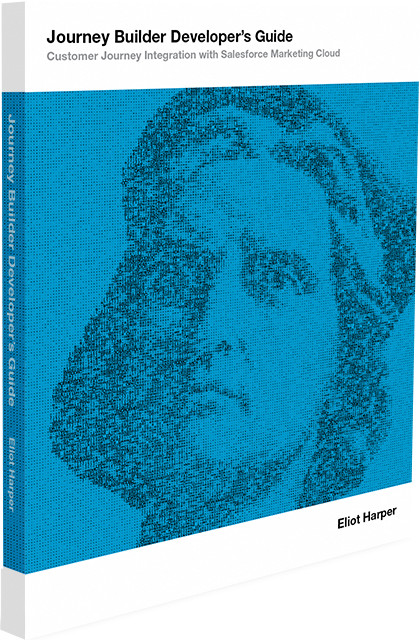 Journey Builder Developer's Guide
Customer Journey Integration with Salesforce Marketing Cloud
Journey Builder Developer's Guide
Eliot Harper
Eliot Harper